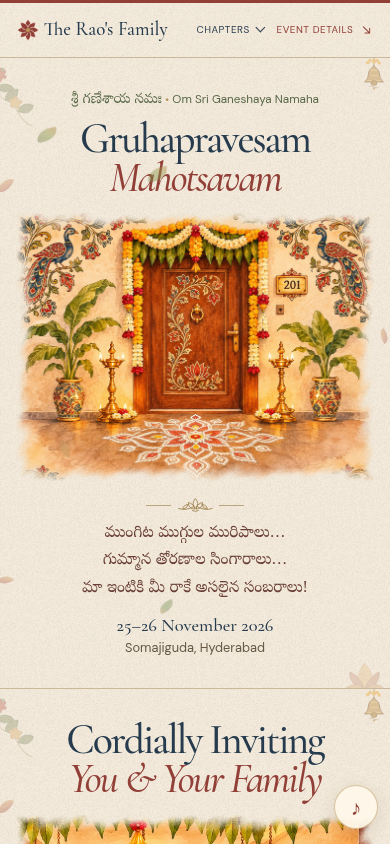 The Rao's Family
CHAPTERS
EVENT DETAILS
శ్రీ గణేశాయ నమః • Om Sri Ganeshaya Namaha
Gruhapravesam
Mahotsavam
201
ముంగిట ముగ్గుల మురిపాలు...
గుమ్మాన తోరణాల సింగారాలు...
మా ఇంటికి మీ రాకే అసలైన సంబరాలు!
25–26 November 2026
Somajiguda, Hyderabad
Cordially Inviting
You & Your Family